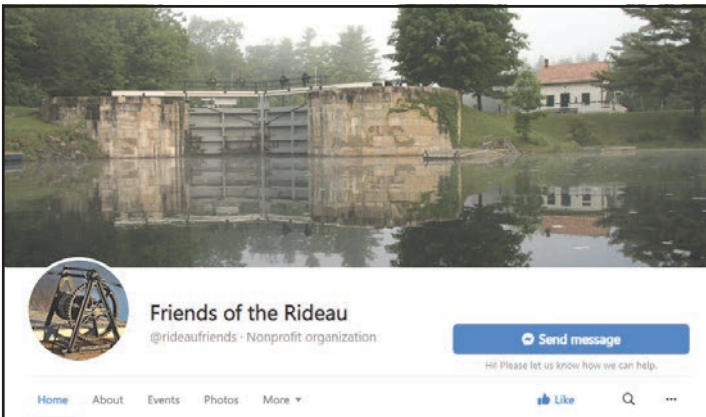 Friends of the Rideau
@rideaufriends · Nonprofit organization
Send message
Hi! Please let us know how we can help.
Home About Events Photos More ▾ Like ...